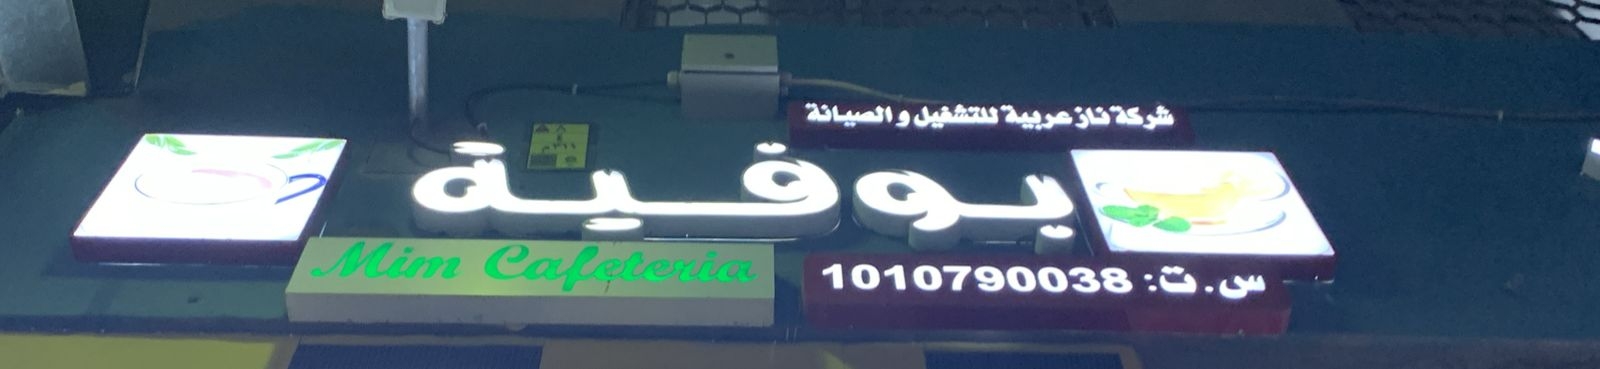 شركة ناز عربية للتشغيل و الصيانة
بوفية
Mim Cafeteria
س. ت: 1010790038